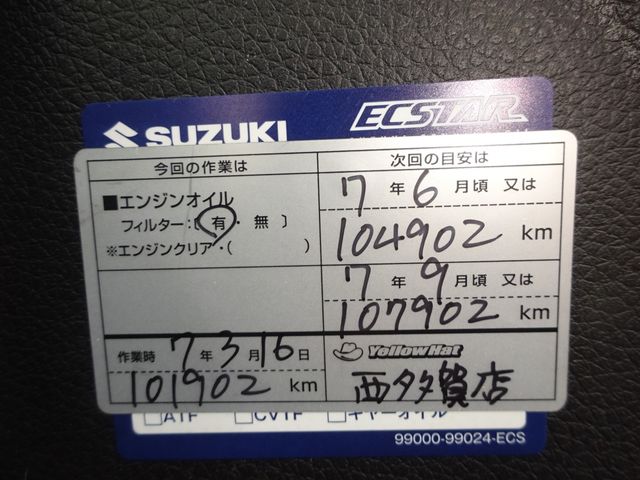 SUZUKI ECSTAR
今回の作業は
次回の目安は
■エンジンオイル
フィルター：〔有・無〕
※エンジンクリア・( )
7年6月頃 又は
104902 km
7年9月頃 又は
107902 km
作業時 7年3月16日
101902 km
YellowHat
西多賀店
□ATF □CVTF □ギヤーオイル
99000-99024-ECS